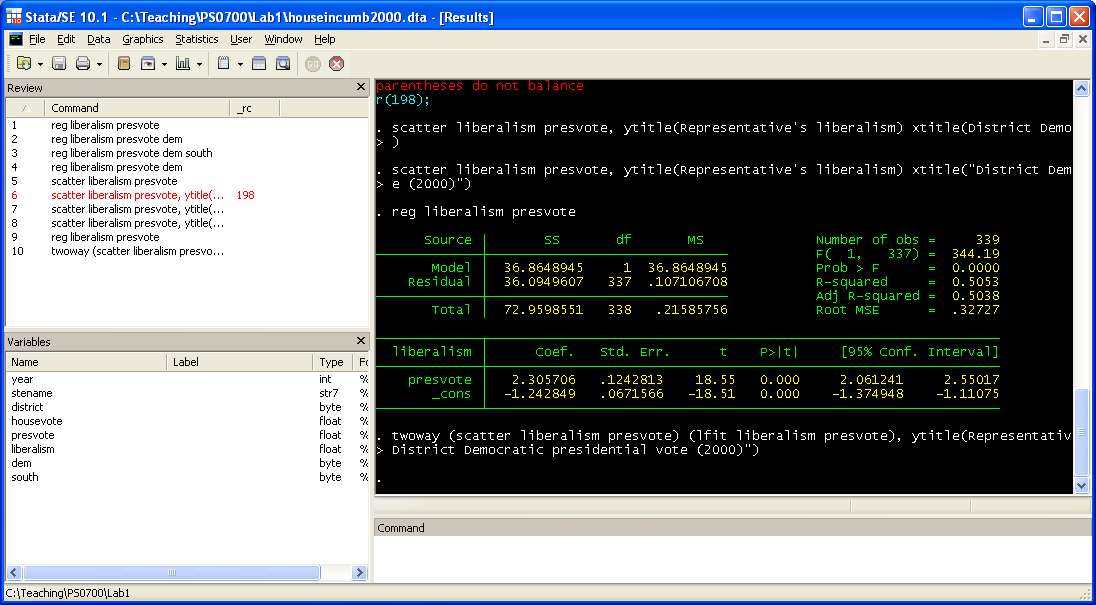 Stata/SE 10.1 - C:\Teaching\PS0700\Lab1\houseincumb2000.dta - [Results]
File Edit Data Graphics Statistics User Window Help
Review
Command _rc
1 reg liberalism presvote
2 reg liberalism presvote dem
3 reg liberalism presvote dem south
4 reg liberalism presvote dem
5 scatter liberalism presvote
6 scatter liberalism presvote, ytitle(... 198
7 scatter liberalism presvote, ytitle(...
8 scatter liberalism presvote, ytitle(...
9 reg liberalism presvote
10 twoway (scatter liberalism presvo...
Variables
Name Label Type Fo
year int %
stename str7 %
district byte %
housevote float %
presvote float %
liberalism float %
dem byte %
south byte %
parentheses do not balance
r(198);
. scatter liberalism presvote, ytitle(Representative's liberalism) xtitle(District Demo
> )
. scatter liberalism presvote, ytitle(Representative's liberalism) xtitle("District Dem
> e (2000)")
. reg liberalism presvote
Source SS df MS Number of obs = 339
F( 1, 337) = 344.19
Model 36.8648945 1 36.8648945 Prob > F = 0.0000
Residual 36.0949607 337 .107106708 R-squared = 0.5053
Adj R-squared = 0.5038
Total 72.9598551 338 .21585756 Root MSE = .32727
liberalism Coef. Std. Err. t P>|t| [95% Conf. Interval]
presvote 2.305706 .1242813 18.55 0.000 2.061241 2.55017
_cons -1.242849 .0671566 -18.51 0.000 -1.374948 -1.11075
. twoway (scatter liberalism presvote) (lfit liberalism presvote), ytitle(Representativ
> District Democratic presidential vote (2000)")
.
Command
C:\Teaching\PS0700\Lab1